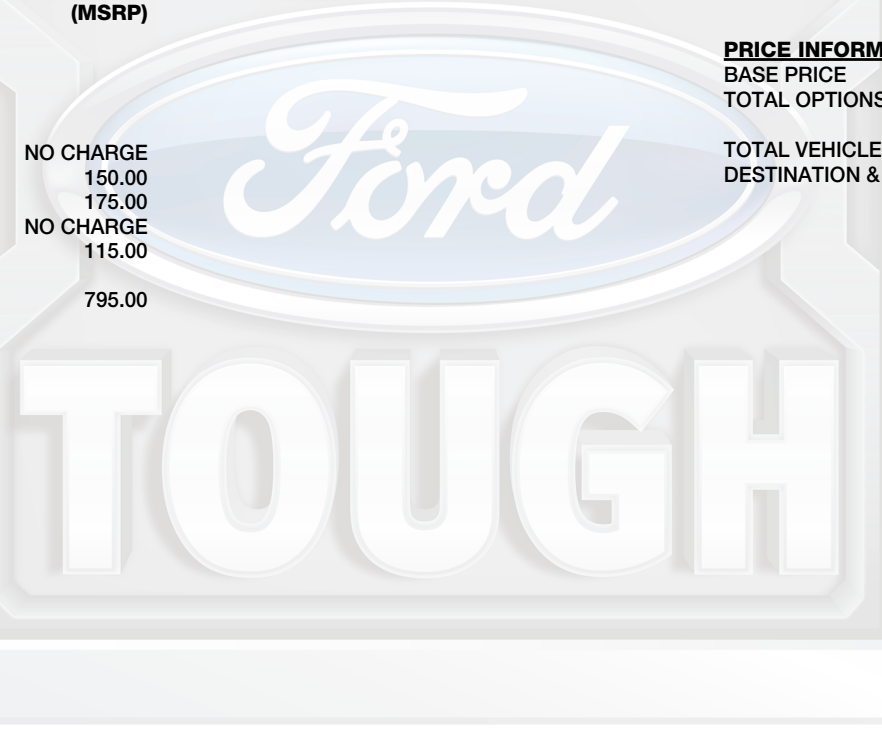 (MSRP)
NO CHARGE
150.00
175.00
NO CHARGE
115.00
795.00
PRICE INFORM
BASE PRICE
TOTAL OPTIONS
TOTAL VEHICLE
DESTINATION &
Ford
TOUGH